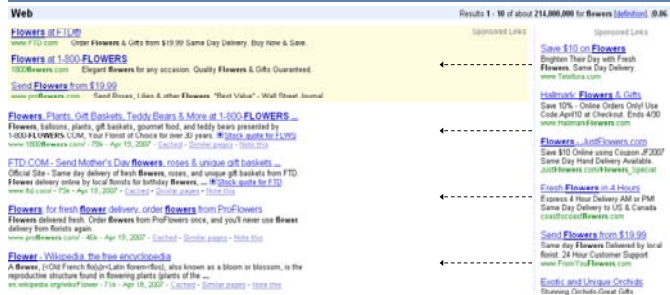 Web
Results 1 - 10 of about 214,000,000 for flowers [definition]. (0.06
Flowers at FTD®
www.FTD.com Order Flowers & Gifts from $19.99 Same Day Delivery. Buy Now & Save.
Flowers at 1-800-FLOWERS
1800flowers.com Elegant flowers for any occasion. Quality Flowers & Gifts Guaranteed.
Send Flowers from $19.99
www.proflowers.com Send Roses, Lilies & other Flowers. "Best Value" - Wall Street Journal.
Flowers, Plants, Gift Baskets, Teddy Bears & More at 1-800-FLOWERS ...
Flowers, balloons, plants, gift baskets, gourmet food, and teddy bears presented by
1-800-FLOWERS.COM, Your Florist of Choice for over 30 years. Stock quote for FLWS
www.1800flowers.com/ - 75k - Apr 19, 2007 - Cached - Similar pages - Note this
FTD.COM - Send Mother's Day flowers, roses & unique gift baskets ...
Official Site - Same day delivery of fresh flowers, roses, and unique gift baskets from FTD.
Flower delivery online by local florists for birthday flowers, ... Stock quote for FTD
www.ftd.com/ - 75k - Apr 19, 2007 - Cached - Similar pages - Note this
Flowers: for fresh flower delivery, order flowers from ProFlowers
Flowers delivered fresh. Order flowers from ProFlowers once, and you'll never use flower
delivery from florists again.
www.proflowers.com/ - 46k - Apr 19, 2007 - Cached - Similar pages - Note this
Flower - Wikipedia, the free encyclopedia
A flower, (<Old French flo(u)r<Latin florem<flos), also known as a bloom or blossom, is the
reproductive structure found in flowering plants (plants of the ...
en.wikipedia.org/wiki/Flower - 71k - Apr 18, 2007 - Cached - Similar pages - Note this
Sponsored Links
Sponsored Links
Save $10 on Flowers
Brighten Their Day with Fresh
Flowers. Same Day Delivery.
www.Teleflora.com
Hallmark Flowers & Gifts
Save 10% - Online Orders Only! Use
Code:April10 at Checkout. Ends 4/30
www.HallmarkFlowers.com
Flowers - JustFlowers.com
Save $10 Online using Coupon JF2007
Same Day Hand Delivery Available.
JustFlowers.com/Flowers_Special
Fresh Flowers in 4 Hours
Express 4 Hour Delivery AM or PM!
Same Day Delivery to US & Canada
coasttocoastflowers.com
Send Flowers from $19.99
Same day Flowers Delivered by local
florist. 24 Hour Customer Support
www.FromYouFlowers.com
Exotic and Unique Orchids
Stunning Orchids-Great Gifts